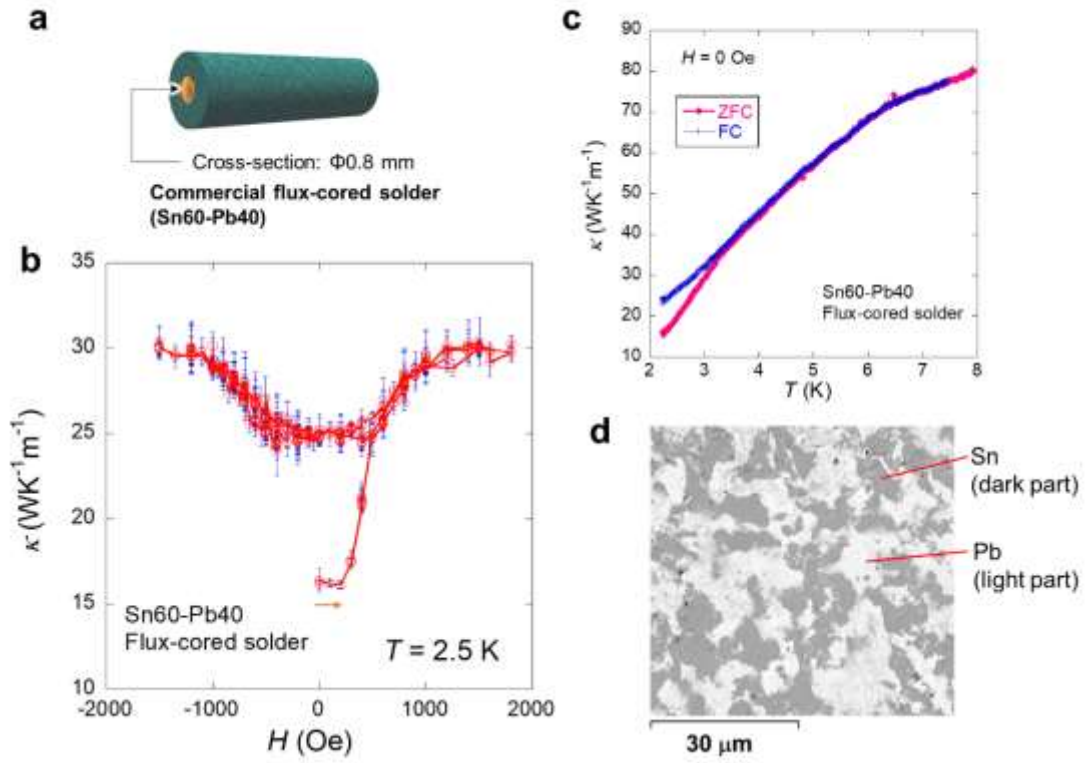 a
Cross-section: Φ0.8 mm
Commercial flux-cored solder
(Sn60-Pb40)
b
35
30
25
20
15
10
κ (WK⁻¹m⁻¹)
Sn60-Pb40
Flux-cored solder
T = 2.5 K
-2000
-1000
0
1000
2000
H (Oe)
c
90
80
70
60
50
40
30
20
10
κ (WK⁻¹m⁻¹)
H = 0 Oe
ZFC
FC
Sn60-Pb40
Flux-cored solder
2
3
4
5
6
7
8
T (K)
d
Sn
(dark part)
Pb
(light part)
30 μm